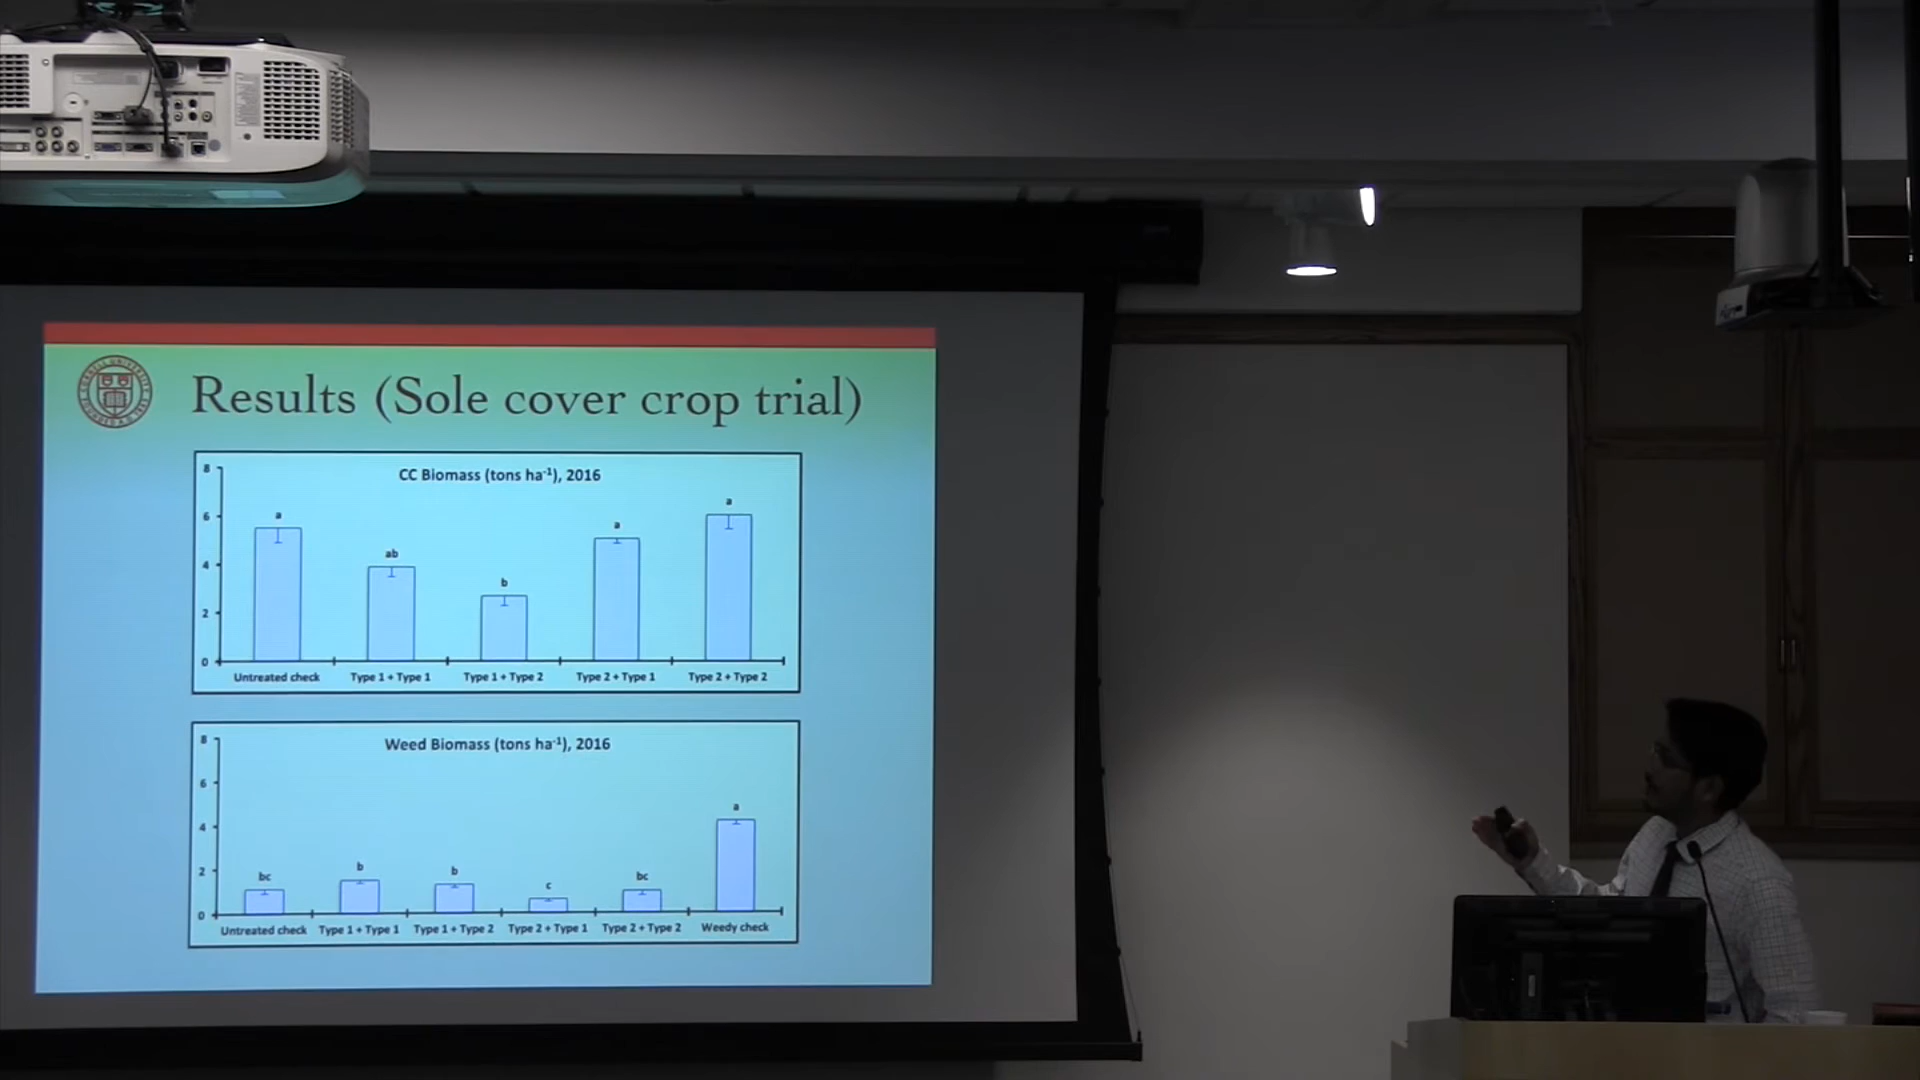 Results (Sole cover crop trial)
CC Biomass (tons ha⁻¹), 2016
8
6
4
2
0
a
ab
b
a
a
Untreated check
Type 1 + Type 1
Type 1 + Type 2
Type 2 + Type 1
Type 2 + Type 2
Weed Biomass (tons ha⁻¹), 2016
8
6
4
2
0
bc
b
b
c
bc
a
Untreated check
Type 1 + Type 1
Type 1 + Type 2
Type 2 + Type 1
Type 2 + Type 2
Weedy check